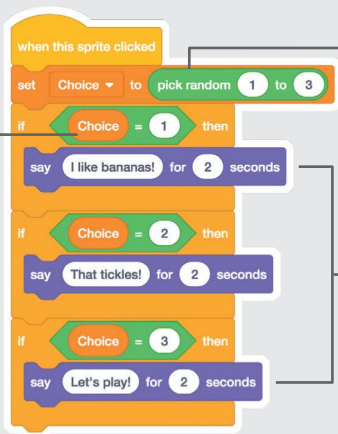 when this sprite clicked
set Choice to pick random 1 to 3
if Choice = 1 then
say I like bananas! for 2 seconds
if Choice = 2 then
say That tickles! for 2 seconds
if Choice = 3 then
say Let's play! for 2 seconds